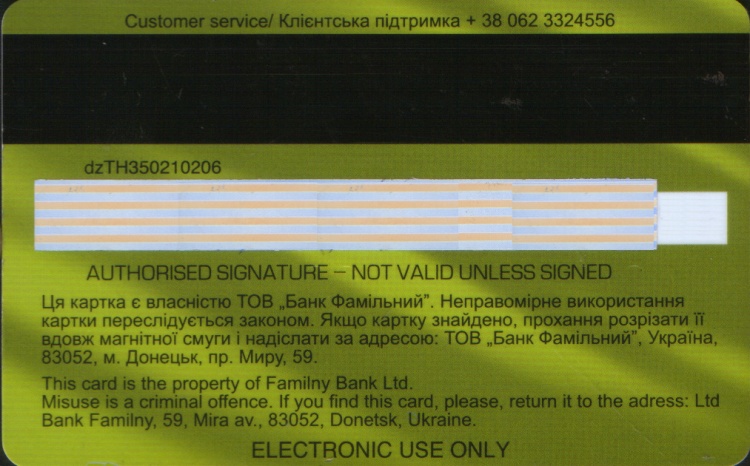 Customer service/ Клієнтська підтримка + 38 062 3324556
dzTH350210206
AUTHORISED SIGNATURE – NOT VALID UNLESS SIGNED
Ця картка є власністю ТОВ „Банк Фамільний”. Неправомірне використання
картки переслідується законом. Якщо картку знайдено, прохання розрізати її
вдовж магнітної смуги і надіслати за адресою: ТОВ „Банк Фамільний”, Україна,
83052, м. Донецьк, пр. Миру, 59.
This card is the property of Familny Bank Ltd.
Misuse is a criminal offence. If you find this card, please, return it to the adress: Ltd
Bank Familny, 59, Mira av., 83052, Donetsk, Ukraine.
ELECTRONIC USE ONLY